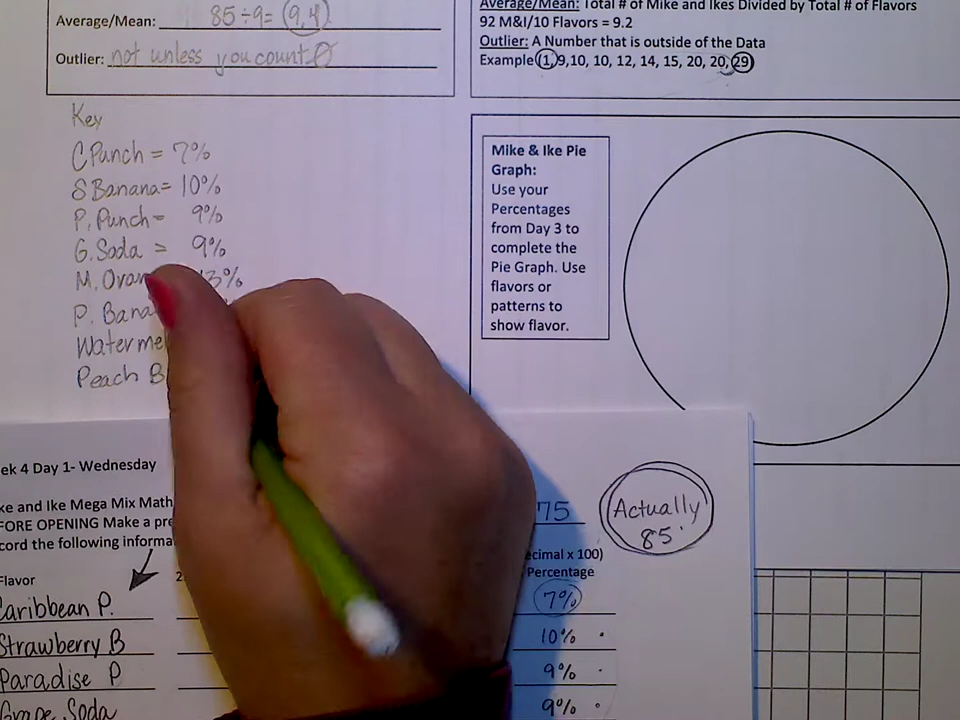 Average/Mean: 85÷9= 9.4
Outlier: not unless you count 0
Average/Mean: Total # of Mike and Ikes Divided by Total # of Flavors
92 M&I/10 Flavors = 9.2
Outlier: A Number that is outside of the Data
Example 1, 9,10, 10, 12, 14, 15, 20, 20, 29
Key
C Punch = 7%
S Banana= 10%
P. Punch= 9%
G. Soda = 9%
M. Oran 13%
P. Bana
Waterme
Peach B
Mike & Ike Pie
Graph:
Use your
Percentages
from Day 3 to
complete the
Pie Graph. Use
flavors or
patterns to
show flavor.
ek 4 Day 1- Wednesday
ke and Ike Mega Mix Math
FORE OPENING Make a pre
cord the following informa
75
Actually
85
ecimal x 100)
Flavor
Percentage
Caribbean P. 7%
Strawberry B 10%
Paradise P 9%
Grape Soda 9%